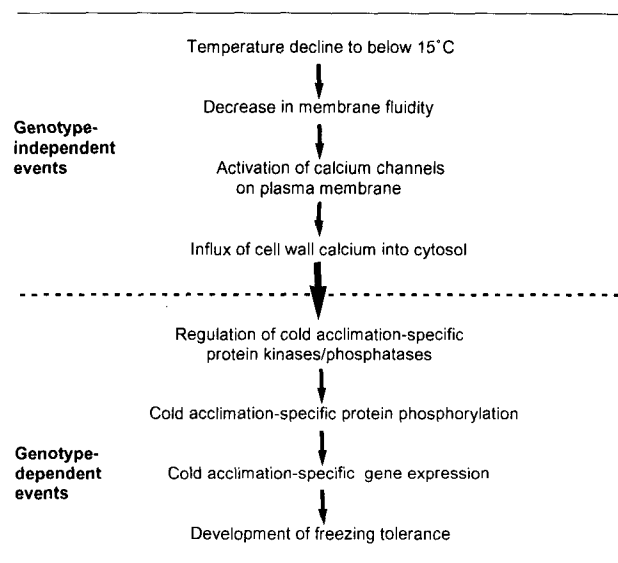 Temperature decline to below 15°C
Decrease in membrane fluidity
Genotype-
independent
events
Activation of calcium channels
on plasma membrane
Influx of cell wall calcium into cytosol
Regulation of cold acclimation-specific
protein kinases/phosphatases
Cold acclimation-specific protein phosphorylation
Genotype-
dependent
events
Cold acclimation-specific gene expression
Development of freezing tolerance